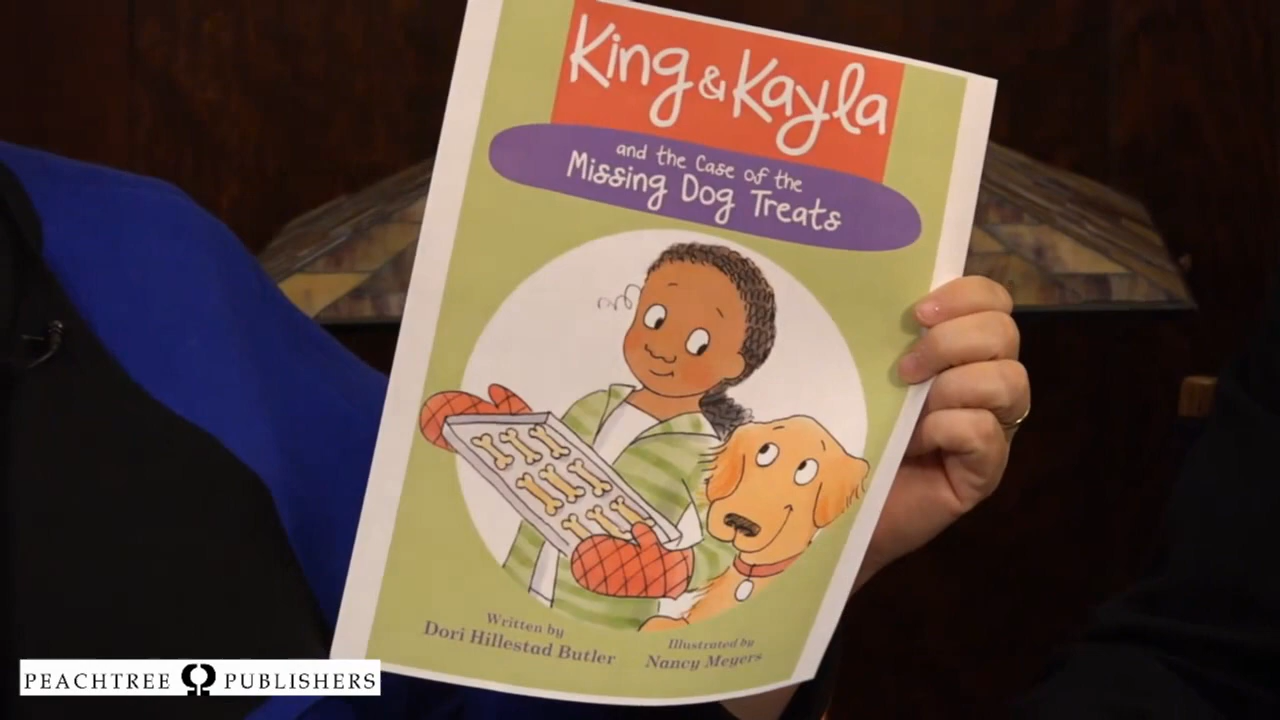 King & Kayla
and the Case of the
Missing Dog Treats
Written by
Dori Hillestad Butler
Illustrated by
Nancy Meyers
PEACHTREE PUBLISHERS